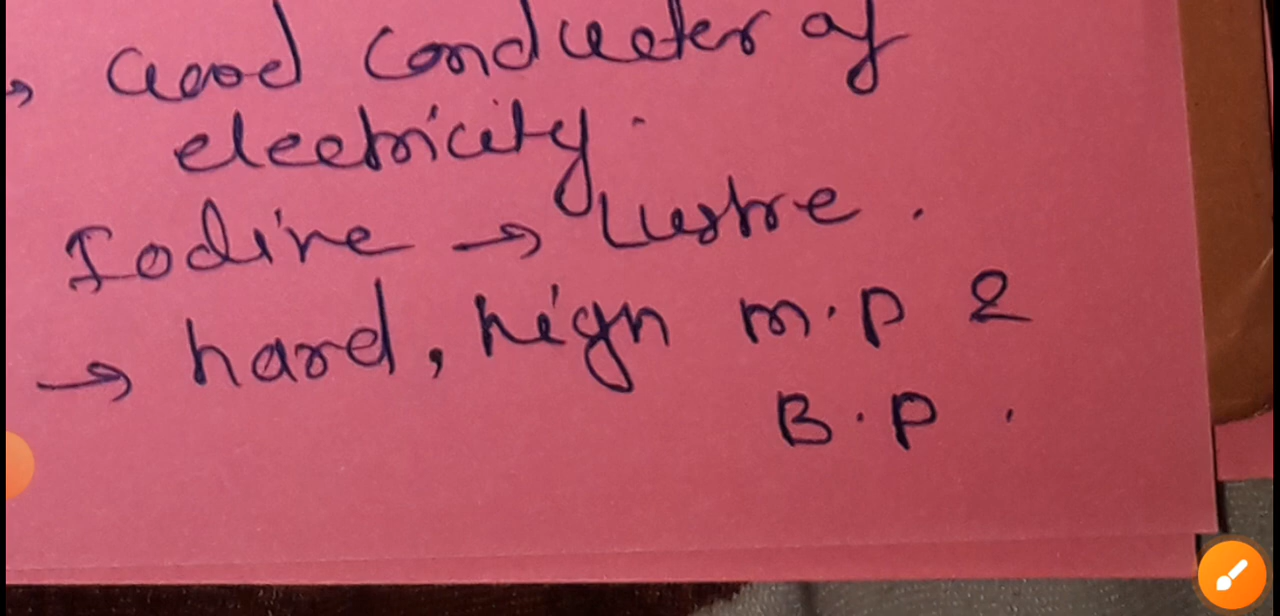 → Good conducter of
electricity.
Iodine → Lustre.
→ hard, high m.p &
B.P.